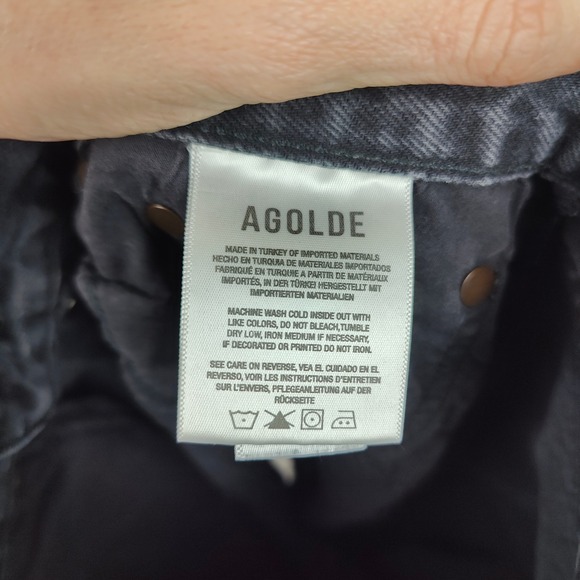 AGOLDE
MADE IN TURKEY OF IMPORTED MATERIALS
HECHO EN TURQUIA DE MATERIALES IMPORTADOS
FABRIQUÉ EN TURQUIE A PARTIR DE MATÉRIAUX
IMPORTÉS, IN DER TÜRKEI HERGESTELLT MIT
IMPORTIERTEN MATERIALIEN
MACHINE WASH COLD INSIDE OUT WITH
LIKE COLORS, DO NOT BLEACH,TUMBLE
DRY LOW, IRON MEDIUM IF NECESSARY,
IF DECORATED OR PRINTED DO NOT IRON.
SEE CARE ON REVERSE, VEA EL CUIDADO EN EL
REVERSO, VOIR LES INSTRUCTIONS D'ENTRETIEN
SUR L'ENVERS, PFLEGEANLEITUNG AUF DER
RÜCKSEITE